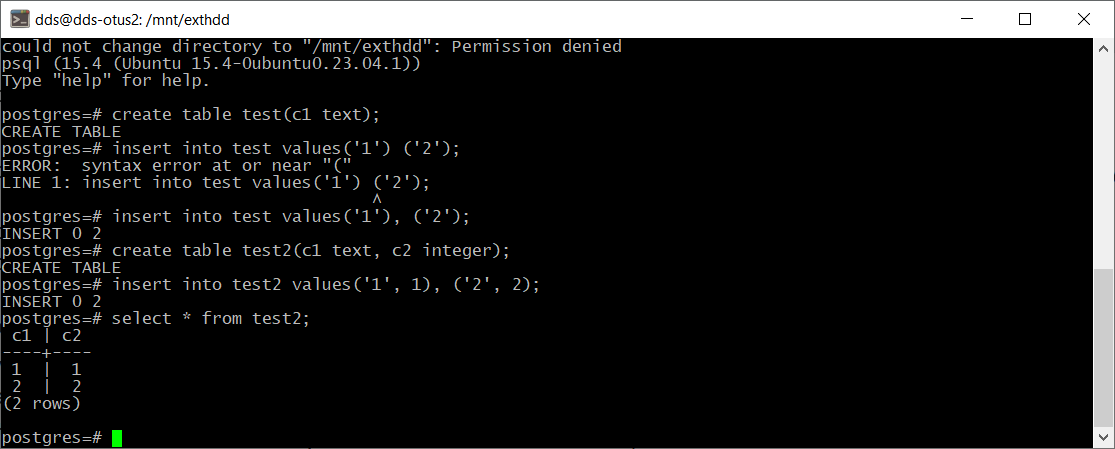 dds@dds-otus2: /mnt/exthdd
could not change directory to "/mnt/exthdd": Permission denied
psql (15.4 (Ubuntu 15.4-0ubuntu0.23.04.1))
Type "help" for help.
postgres=# create table test(c1 text);
CREATE TABLE
postgres=# insert into test values('1') ('2');
ERROR:  syntax error at or near "("
LINE 1: insert into test values('1') ('2');
                                     ^
postgres=# insert into test values('1'), ('2');
INSERT 0 2
postgres=# create table test2(c1 text, c2 integer);
CREATE TABLE
postgres=# insert into test2 values('1', 1), ('2', 2);
INSERT 0 2
postgres=# select * from test2;
 c1 | c2
----+----
 1  |  1
 2  |  2
(2 rows)
postgres=#